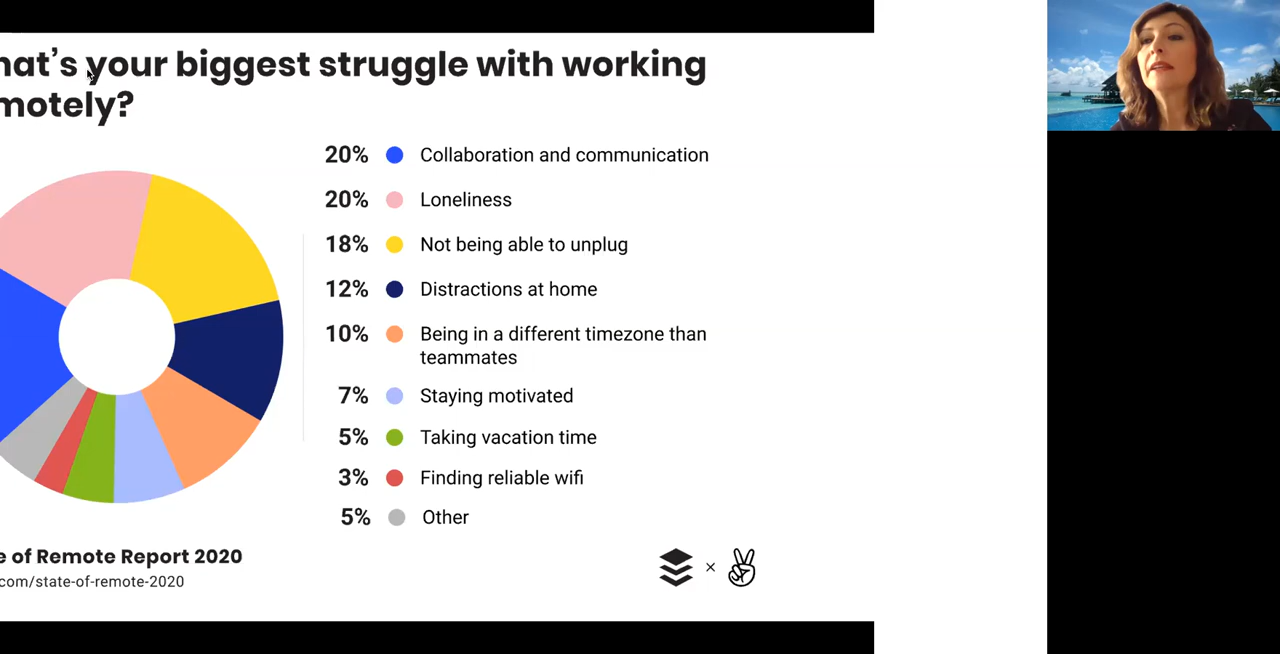 hat's your biggest struggle with working
motely?
20% Collaboration and communication
20% Loneliness
18% Not being able to unplug
12% Distractions at home
10% Being in a different timezone than
teammates
7% Staying motivated
5% Taking vacation time
3% Finding reliable wifi
5% Other
e of Remote Report 2020
com/state-of-remote-2020
×